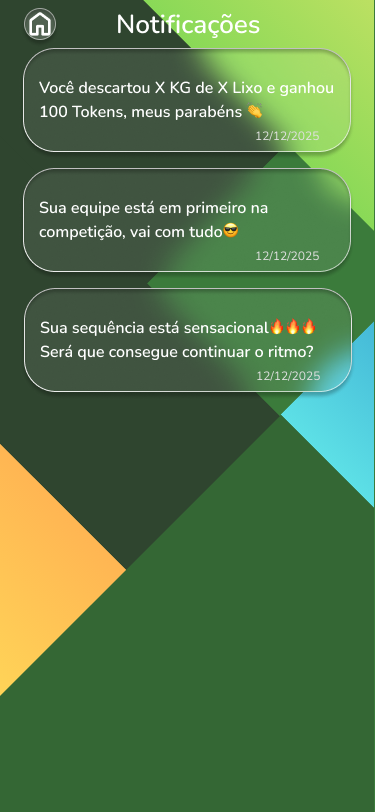 Notificações
Você descartou X KG de X Lixo e ganhou
100 Tokens, meus parabéns 👏
12/12/2025
Sua equipe está em primeiro na
competição, vai com tudo😎
12/12/2025
Sua sequência está sensacional🔥🔥🔥
Será que consegue continuar o ritmo?
12/12/2025